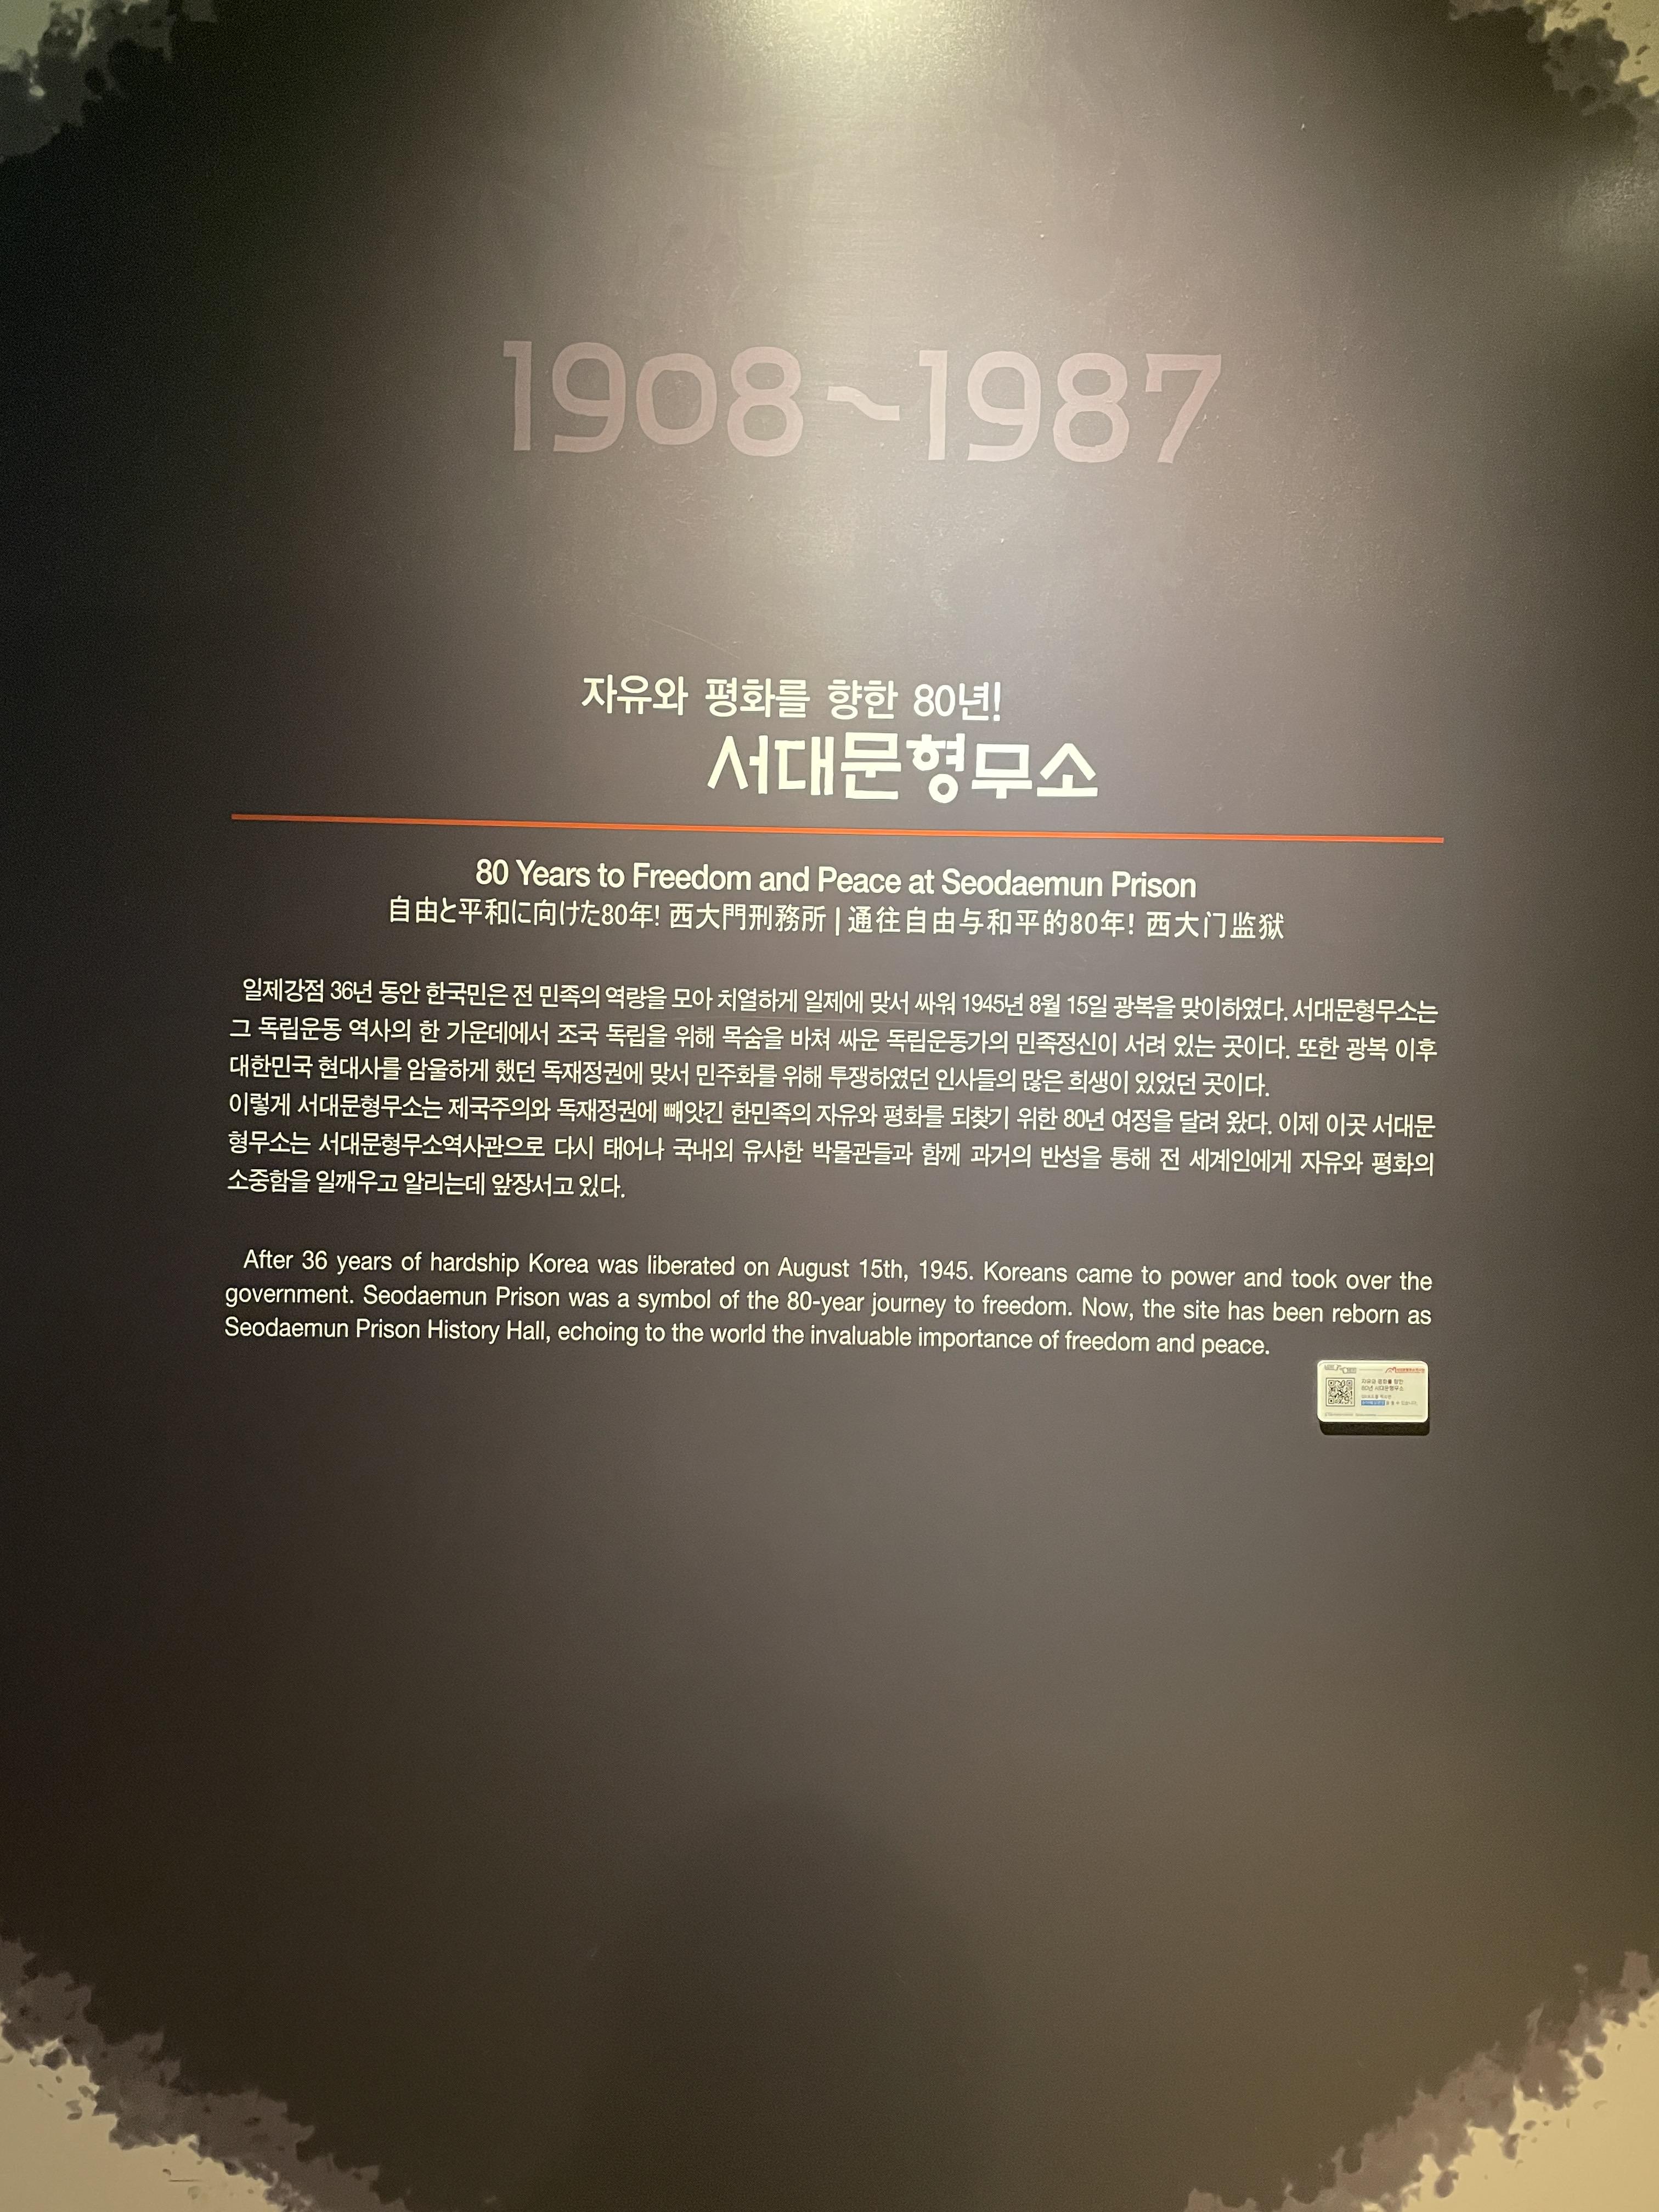 1908~1987
자유와 평화를 향한 80년!
서대문형무소
80 Years to Freedom and Peace at Seodaemun Prison
自由と平和に向けた80年! 西大門刑務所 | 通往自由与和平的80年! 西大门监狱
일제강점 36년 동안 한국민은 전 민족의 역량을 모아 치열하게 일제에 맞서 싸워 1945년 8월 15일 광복을 맞이하였다. 서대문형무소는
그 독립운동 역사의 한 가운데에서 조국 독립을 위해 목숨을 바쳐 싸운 독립운동가의 민족정신이 서려 있는 곳이다. 또한 광복 이후
대한민국 현대사를 암울하게 했던 독재정권에 맞서 민주화를 위해 투쟁하였던 인사들의 많은 희생이 있었던 곳이다.
이렇게 서대문형무소는 제국주의와 독재정권에 빼앗긴 한민족의 자유와 평화를 되찾기 위한 80년 여정을 달려 왔다. 이제 이곳 서대문
형무소는 서대문형무소역사관으로 다시 태어나 국내외 유사한 박물관들과 함께 과거의 반성을 통해 전 세계인에게 자유와 평화의
소중함을 일깨우고 알리는데 앞장서고 있다.
After 36 years of hardship Korea was liberated on August 15th, 1945. Koreans came to power and took over the
government. Seodaemun Prison was a symbol of the 80-year journey to freedom. Now, the site has been reborn as
Seodaemun Prison History Hall, echoing to the world the invaluable importance of freedom and peace.
자유와 평화를 향한
80년 서대문형무소